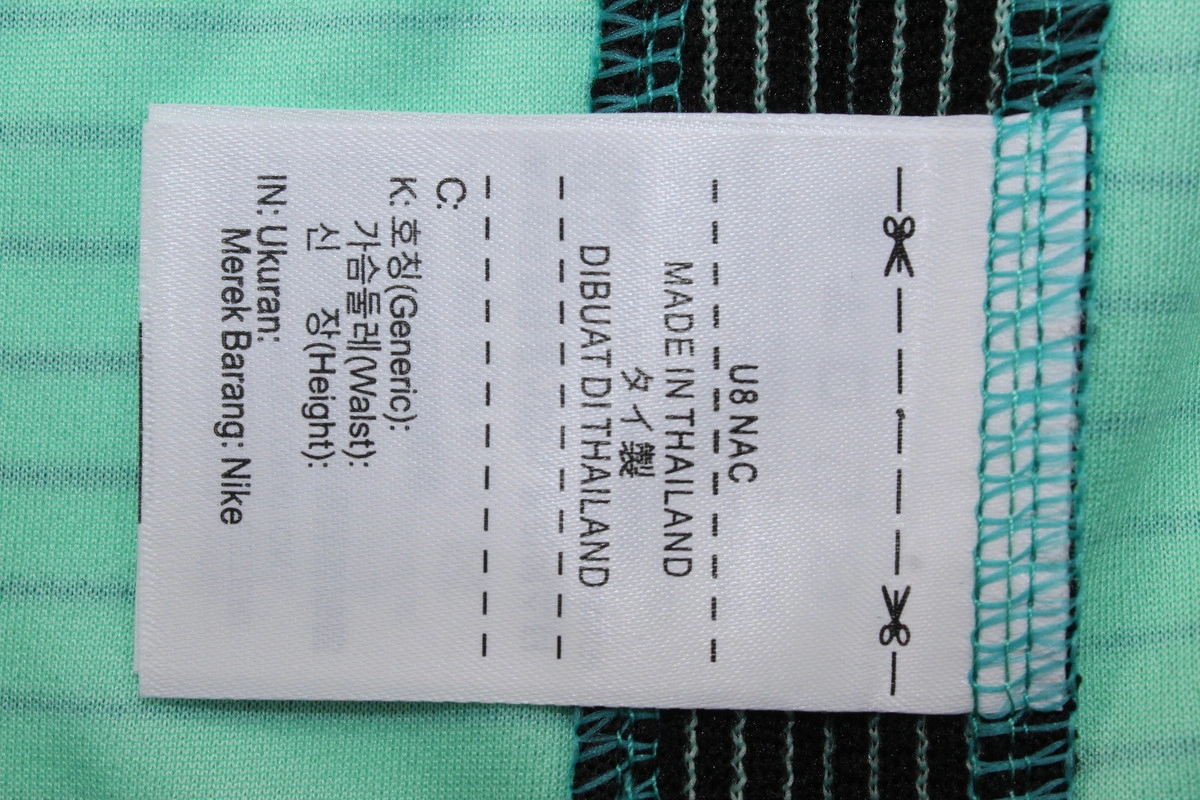 U8 NAC
MADE IN THAILAND
タイ製
DIBUAT DI THAILAND
C:
K: 호칭(Generic):
가슴둘레(Walst):
신 장(Height):
IN: Ukuran:
Merek Barang: Nike